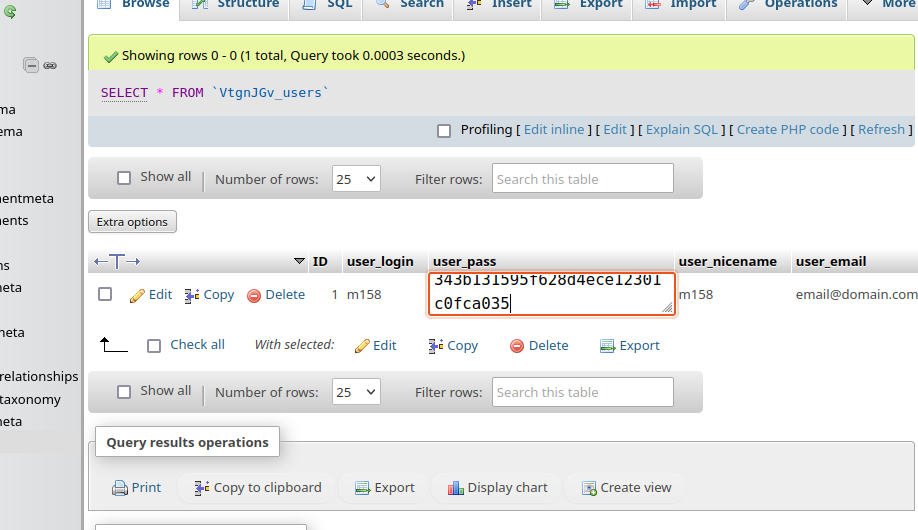 Browse Structure SQL Search Insert Export Import Operations More
Showing rows 0 - 0 (1 total, Query took 0.0003 seconds.)
SELECT * FROM `VtgnJGv_users`
Profiling [ Edit inline ] [ Edit ] [ Explain SQL ] [ Create PHP code ] [ Refresh ]
ma
ema
Show all Number of rows: 25 Filter rows: Search this table
entmeta
ents
Extra options
ns
ID user_login user_pass user_nicename user_email
neta
343b131595f628d4ece12301
Edit Copy Delete 1 m158 m158 email@domain.com
c0fca035
neta
Check all With selected: Edit Copy Delete Export
relationships
taxonomy
Show all Number of rows: 25 Filter rows: Search this table
neta
Query results operations
Print Copy to clipboard Export Display chart Create view